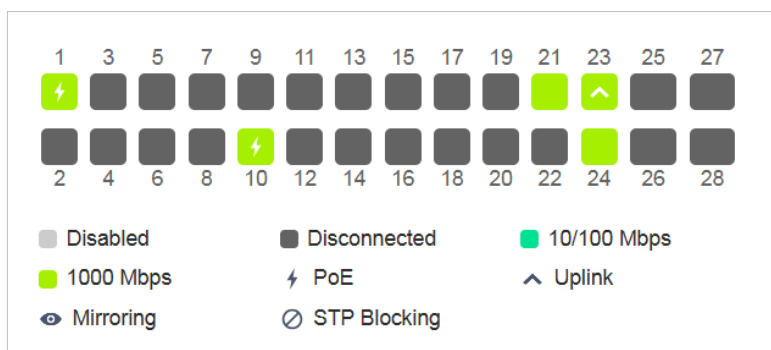 1 3 5 7 9 11 13 15 17 19 21 23 25 27
2 4 6 8 10 12 14 16 18 20 22 24 26 28
Disabled Disconnected 10/100 Mbps
1000 Mbps PoE Uplink
Mirroring STP Blocking